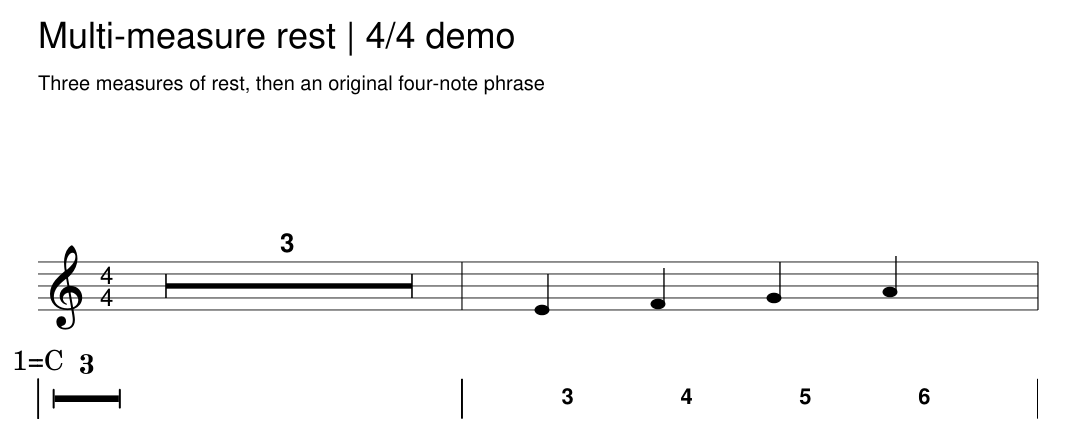 Multi-measure rest | 4/4 demo
Three measures of rest, then an original four-note phrase
3
4
4
1=C 3
3 4 5 6